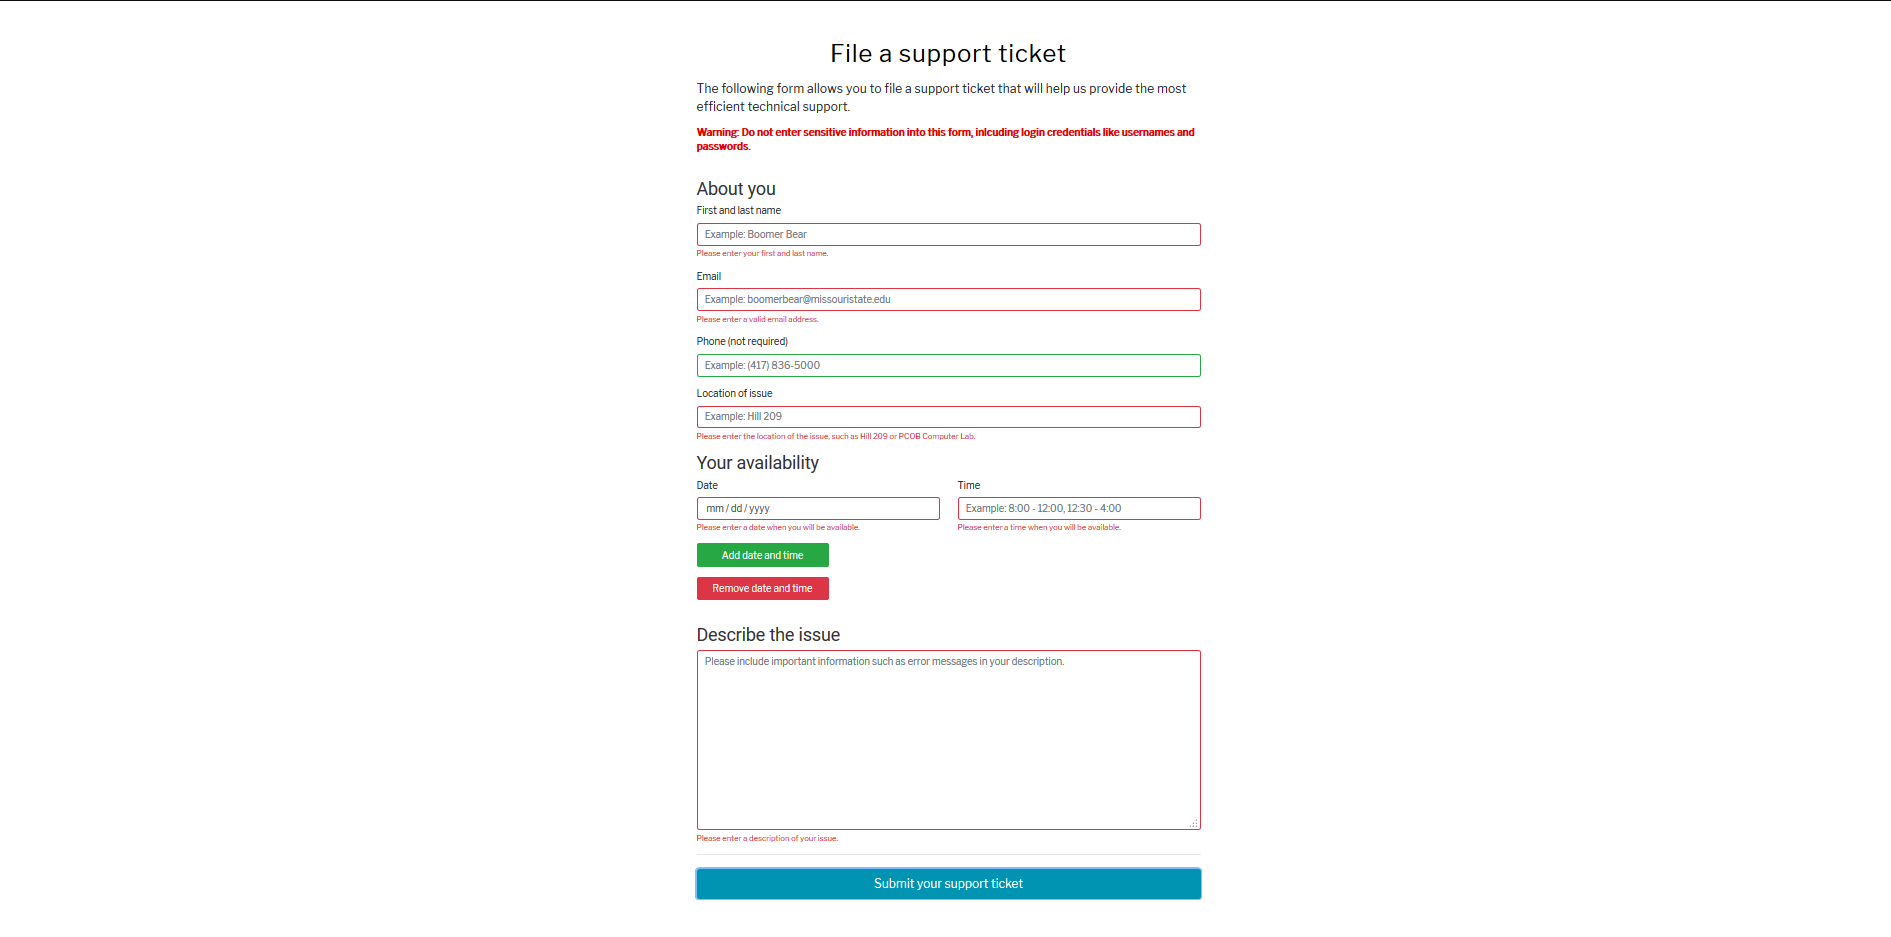 File a support ticket
The following form allows you to file a support ticket that will help us provide the most
efficient technical support.
Warning: Do not enter sensitive information into this form, inlcuding login credentials like usernames and
passwords.
About you
First and last name
Example: Boomer Bear
Please enter your first and last name.
Email
Example: boomerbear@missouristate.edu
Please enter a valid email address.
Phone (not required)
Example: (417) 836-5000
Location of issue
Example: Hill 209
Please enter the location of the issue, such as Hill 209 or PCOB Computer Lab.
Your availability
Date
Time
mm / dd / yyyy
Example: 8:00 - 12:00, 12:30 - 4:00
Please enter a date when you will be available.
Please enter a time when you will be available.
Add date and time
Remove date and time
Describe the issue
Please include important information such as error messages in your description.
Please enter a description of your issue.
Submit your support ticket